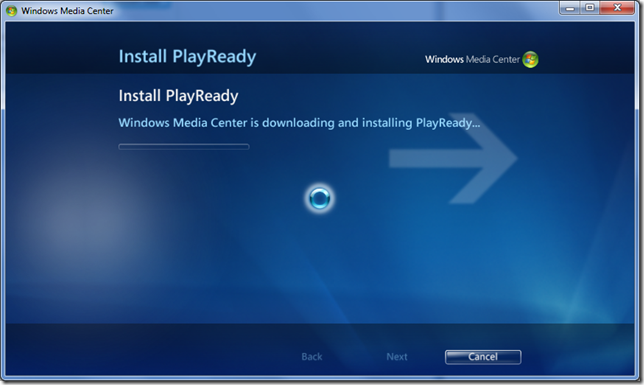 Windows Media Center
Install PlayReady
Windows Media Center
Install PlayReady
Windows Media Center is downloading and installing PlayReady...
Back
Next
Cancel